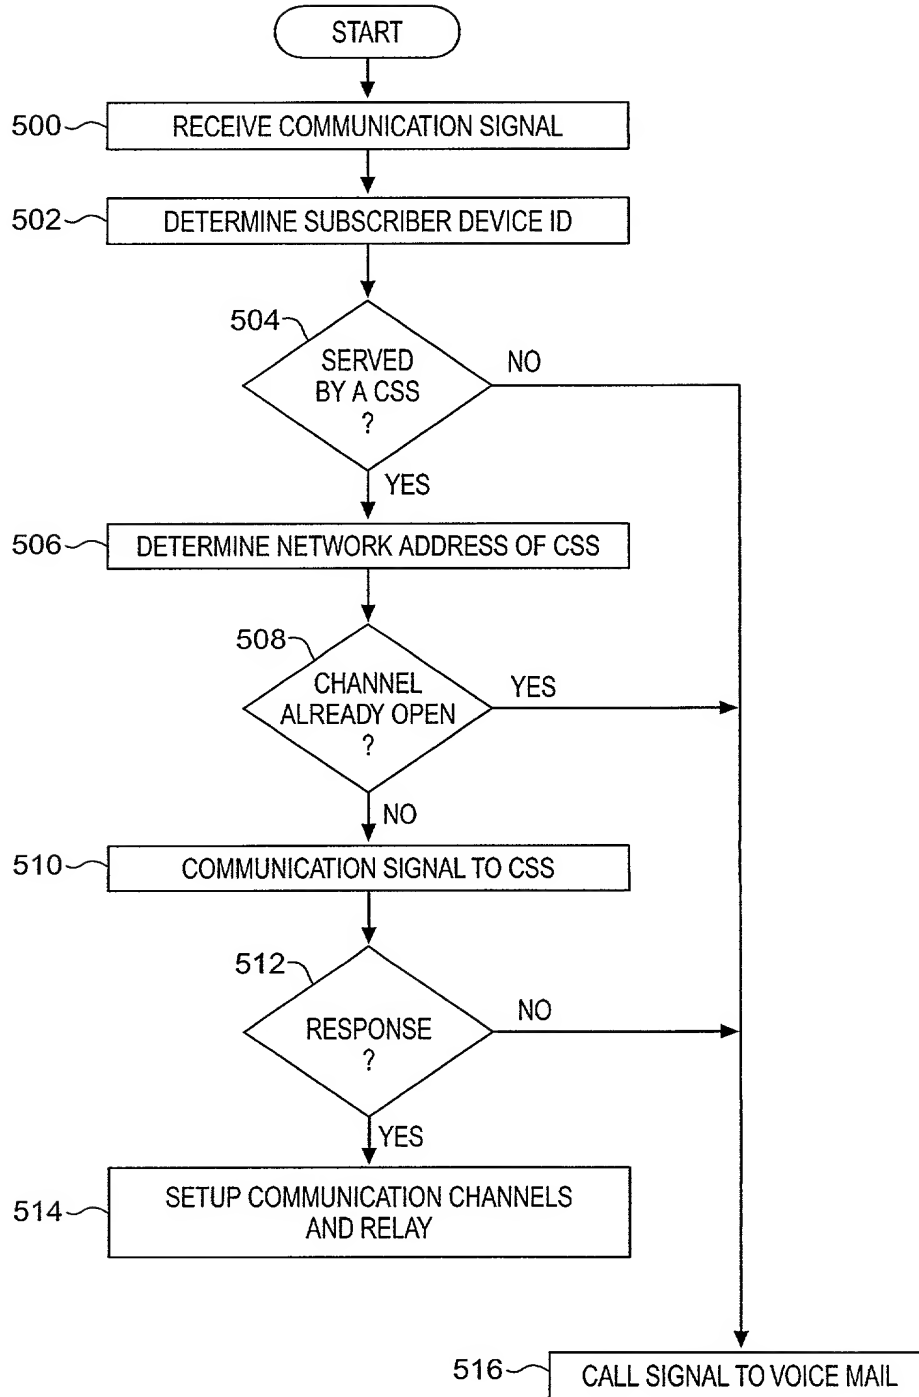 START
500
RECEIVE COMMUNICATION SIGNAL
502
DETERMINE SUBSCRIBER DEVICE ID
504
SERVED
BY A CSS
?
NO
YES
506
DETERMINE NETWORK ADDRESS OF CSS
508
CHANNEL
ALREADY OPEN
?
YES
NO
510
COMMUNICATION SIGNAL TO CSS
512
RESPONSE
?
NO
YES
514
SETUP COMMUNICATION CHANNELS
AND RELAY
516
CALL SIGNAL TO VOICE MAIL